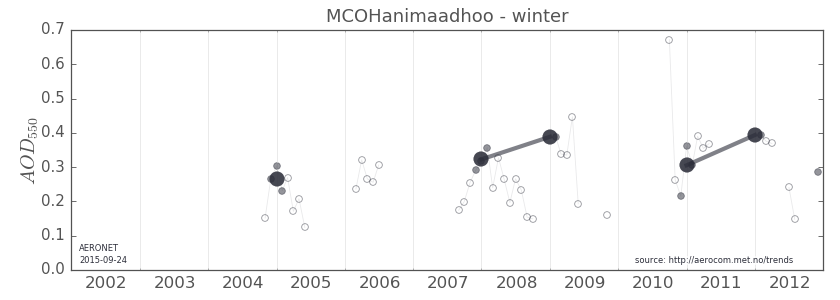 MCOHanimaadhoo - winter
0.7
0.6
0.5
0.4
0.3
0.2
0.1
0.0
AOD550
AERONET
2015-09-24
source: http://aerocom.met.no/trends
2002 2003 2004 2005 2006 2007 2008 2009 2010 2011 2012